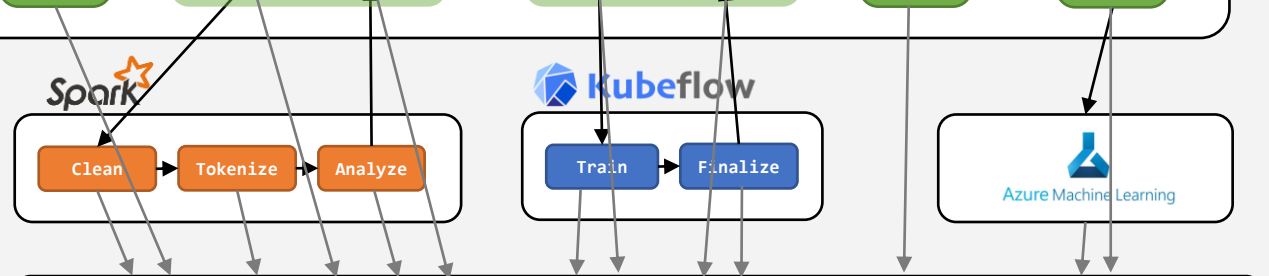 Spark
Kubeflow
Clean
Tokenize
Analyze
Train
Finalize
Azure Machine Learning